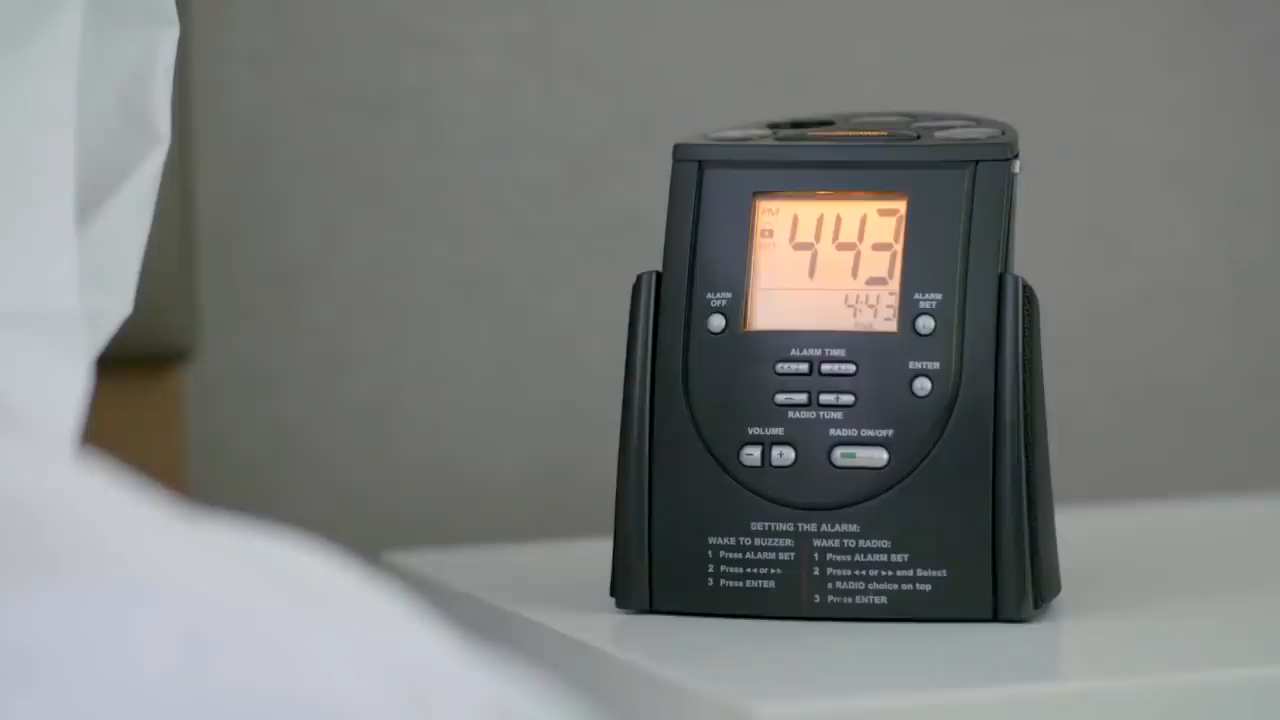 PM
443
4:43
ALARM
OFF
ALARM
SET
ALARM TIME
ENTER
− +
RADIO TUNE
VOLUME
RADIO ON/OFF
− +
SETTING THE ALARM:
WAKE TO BUZZER:
1 Press ALARM SET
2 Press ◄◄ or ►►
3 Press ENTER
WAKE TO RADIO:
1 Press ALARM SET
2 Press ◄◄ or ►► and Select
a RADIO choice on top
3 Press ENTER